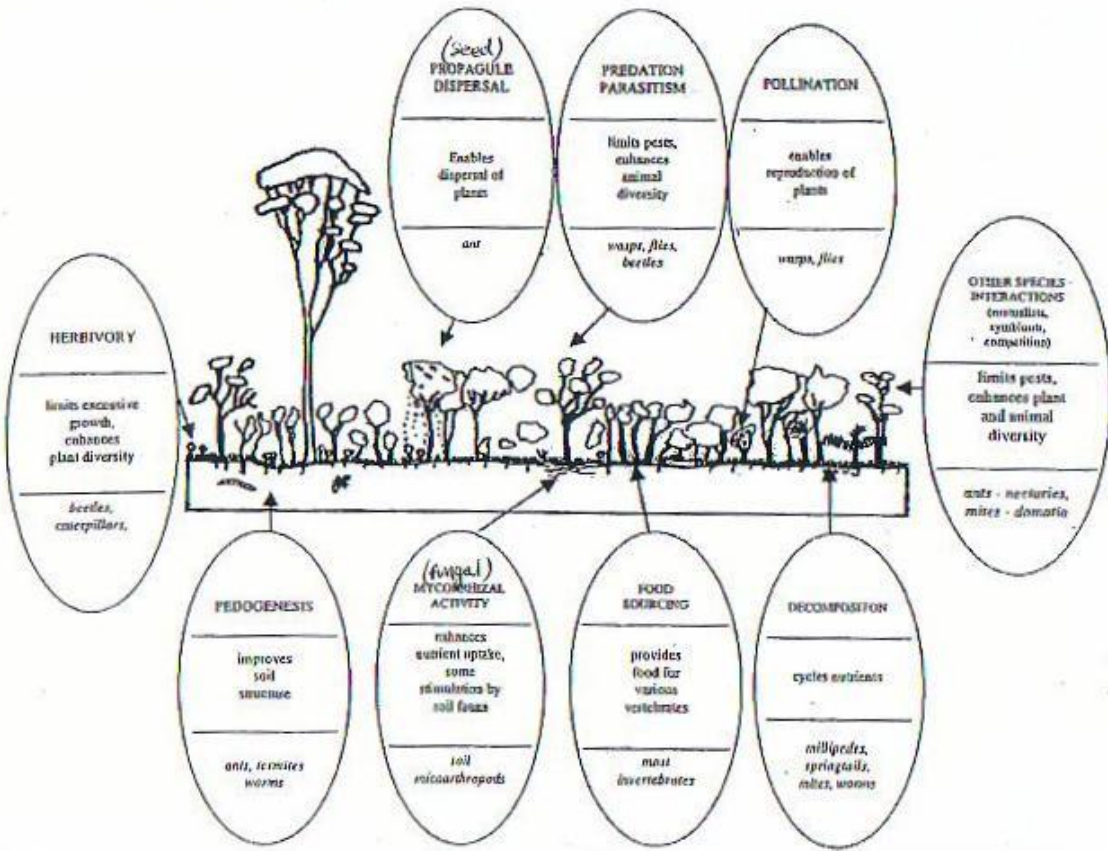 (seed)
PROPAGULE
DISPERSAL
Enables
dispersal of
plants
ant
PREDATION
PARASITISM
limits pests,
enhances
animal
diversity
wasps, flies,
beetles
POLLINATION
enables
reproduction of
plants
wasps, flies
OTHER SPECIES -
INTERACTIONS
(mutualists,
symbionts,
competition)
limits pests,
enhances plant
and animal
diversity
ants - nectaries,
mites - domatia
HERBIVORY
limits excessive
growth,
enhances
plant diversity
beetles,
caterpillars,
PEDOGENESIS
improves
soil
structure
ants, termites
worms
(fungal)
MYCORRHIZAL
ACTIVITY
enhances
nutrient uptake,
some
stimulation by
soil fauna
soil
micoarthropods
FOOD
SOURCING
provides
food for
various
vertebrates
most
invertebrates
DECOMPOSITON
cycles nutrients
millipedes,
springtails,
mites, worms